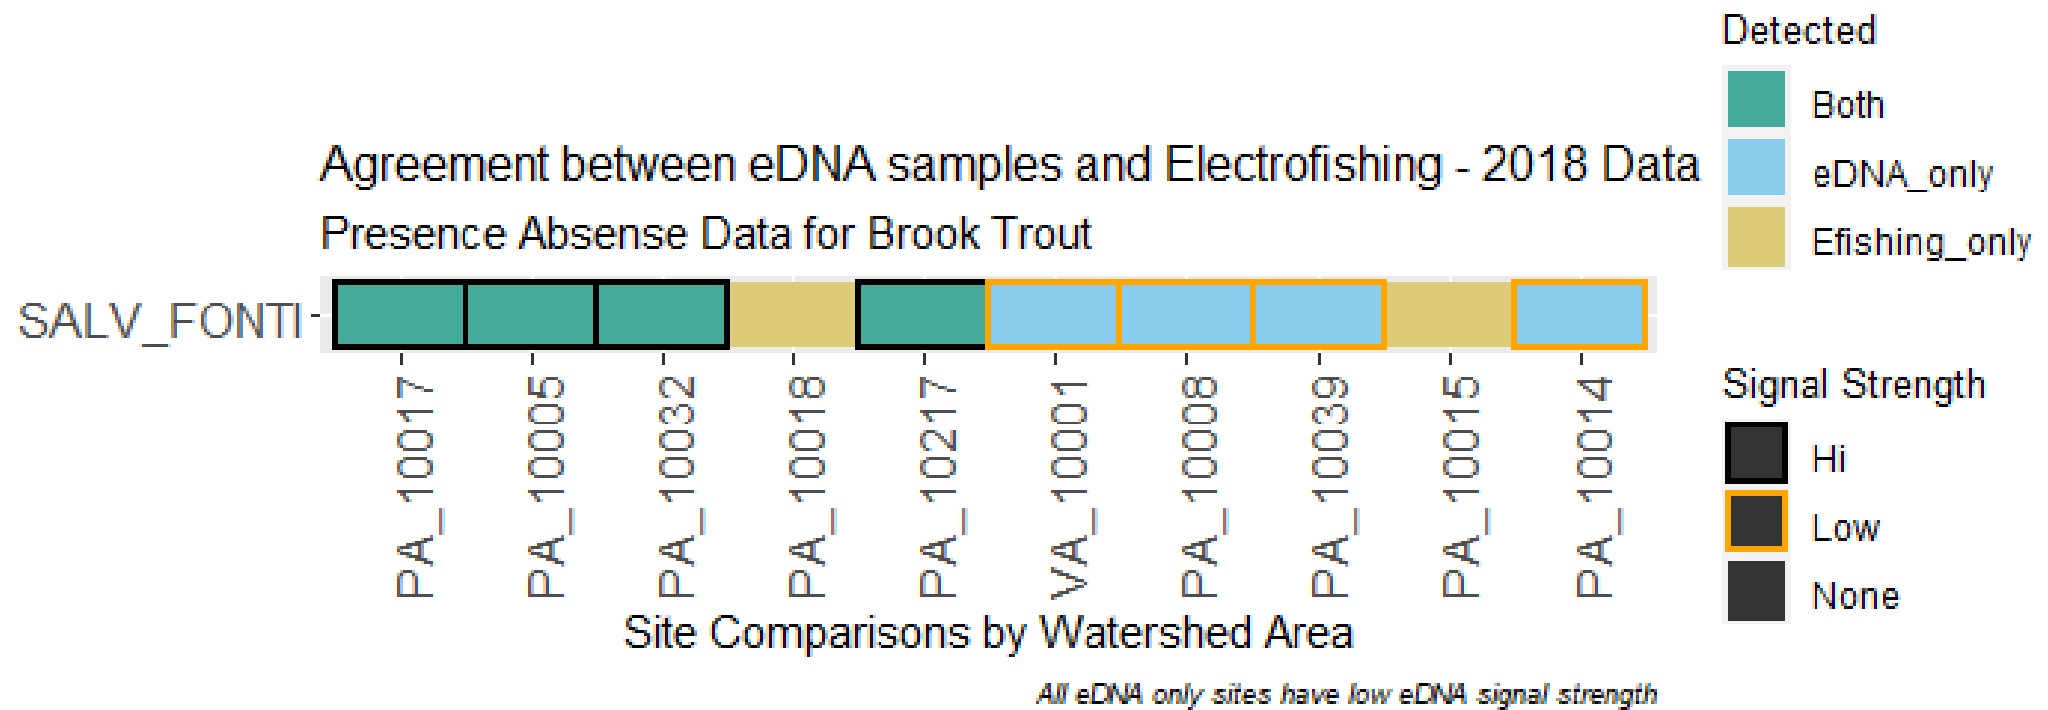 Agreement between eDNA samples and Electrofishing - 2018 Data
Presence Absense Data for Brook Trout
SALV_FONTI
PA_10017
PA_10005
PA_10032
PA_10018
PA_10217
VA_10001
PA_10008
PA_10039
PA_10015
PA_10014
Site Comparisons by Watershed Area
All eDNA only sites have low eDNA signal strength
Detected
Both
eDNA_only
Efishing_only
Signal Strength
Hi
Low
None